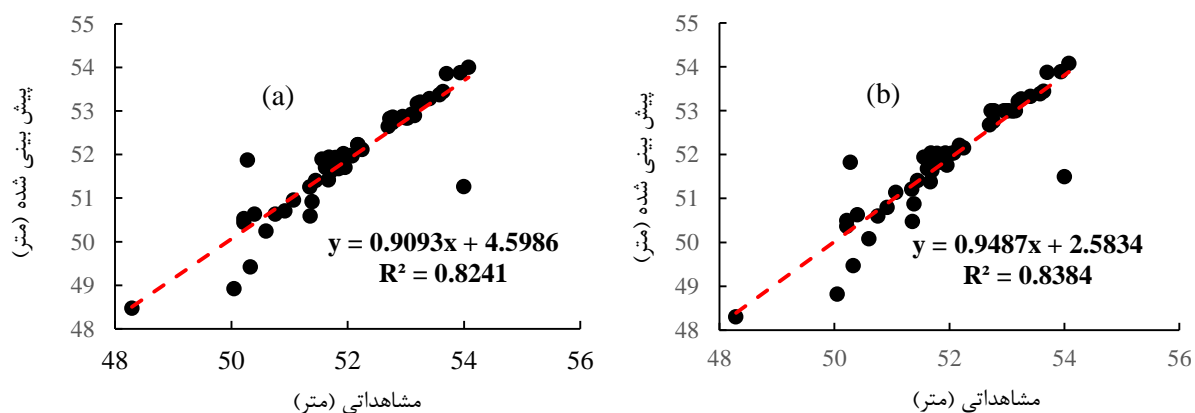 55
54
53
52
51
50
49
48
48
50
52
54
56
پیش بینی شده (متر)
مشاهداتی (متر)
(a)
y = 0.9093x + 4.5986
R² = 0.8241
55
54
53
52
51
50
49
48
48
50
52
54
56
پیش بینی شده (متر)
مشاهداتی (متر)
(b)
y = 0.9487x + 2.5834
R² = 0.8384